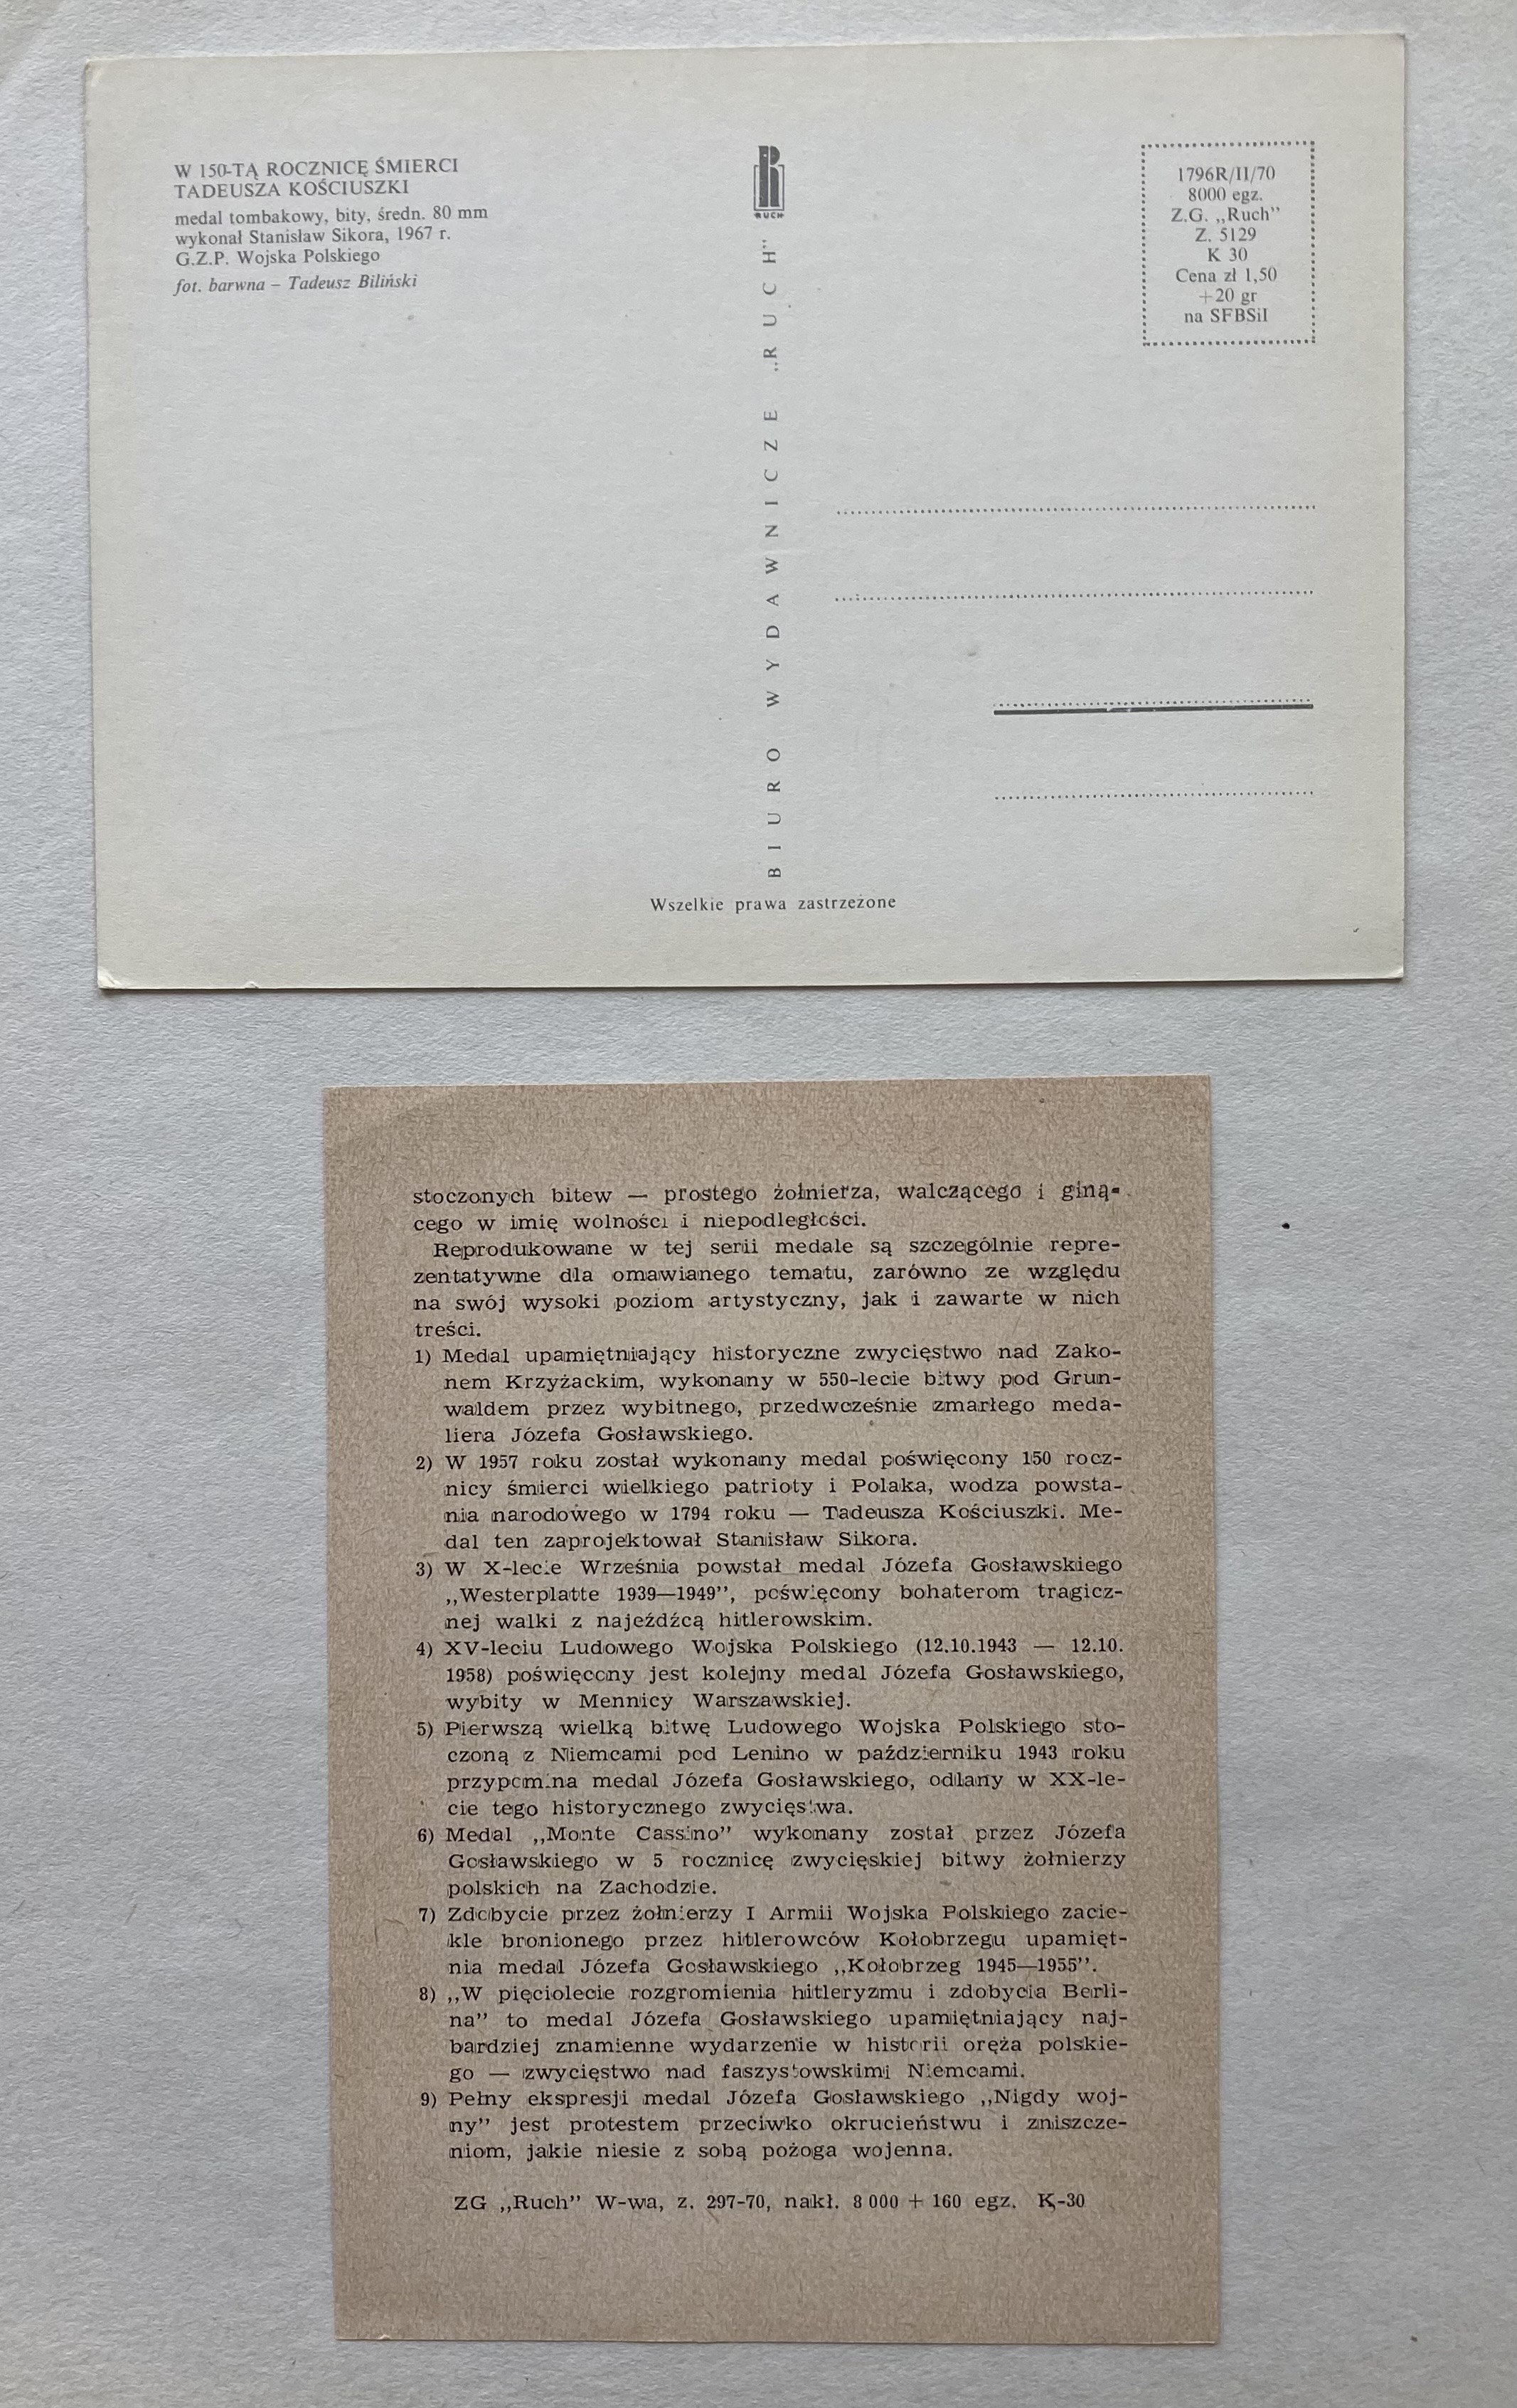 W 150-TĄ ROCZNICĘ ŚMIERCI
TADEUSZA KOŚCIUSZKI
medal tombakowy, bity, średn. 80 mm
wykonał Stanisław Sikora, 1967 r.
G.Z.P. Wojska Polskiego
fot. barwna – Tadeusz Biliński
RUCH
BIURO WYDAWNICZE „RUCH”
1796R/II/70
8000 egz.
Z.G. „Ruch”
Z. 5129
K 30
Cena zł 1,50
+20 gr
na SFBSiI
Wszelkie prawa zastrzeżone
stoczonych bitew — prostego żołnierza, walczącego i giną-
cego w imię wolności i niepodległości.
Reprodukowane w tej serii medale są szczególnie repre-
zentatywne dla omawianego tematu, zarówno ze względu
na swój wysoki poziom artystyczny, jak i zawarte w nich
treści.
1) Medal upamiętniający historyczne zwycięstwo nad Zako-
nem Krzyżackim, wykonany w 550-lecie bitwy pod Grun-
waldem przez wybitnego, przedwcześnie zmarłego meda-
liera Józefa Gosławskiego.
2) W 1957 roku został wykonany medal poświęcony 150 rocz-
nicy śmierci wielkiego patrioty i Polaka, wodza powsta-
nia narodowego w 1794 roku — Tadeusza Kościuszki. Me-
dal ten zaprojektował Stanisław Sikora.
3) W X-lecie Września powstał medal Józefa Gosławskiego
„Westerplatte 1939—1949”, poświęcony bohaterom tragicz-
nej walki z najeźdźcą hitlerowskim.
4) XV-leciu Ludowego Wojska Polskiego (12.10.1943 — 12.10.
1958) poświęcony jest kolejny medal Józefa Gosławskiego,
wybity w Mennicy Warszawskiej.
5) Pierwszą wielką bitwę Ludowego Wojska Polskiego sto-
czoną z Niemcami pod Lenino w październiku 1943 roku
przypomina medal Józefa Gosławskiego, odlany w XX-le-
cie tego historycznego zwycięstwa.
6) Medal „Monte Cassino” wykonany został przez Józefa
Gosławskiego w 5 rocznicę zwycięskiej bitwy żołnierzy
polskich na Zachodzie.
7) Zdobycie przez żołnierzy I Armii Wojska Polskiego zacie-
kle bronionego przez hitlerowców Kołobrzegu upamięt-
nia medal Józefa Gosławskiego „Kołobrzeg 1945—1955”.
8) „W pięciolecie rozgromienia hitleryzmu i zdobycia Berli-
na” to medal Józefa Gosławskiego upamiętniający naj-
bardziej znamienne wydarzenie w historii oręża polskie-
go — zwycięstwo nad faszystowskimi Niemcami.
9) Pełny ekspresji medal Józefa Gosławskiego „Nigdy woj-
ny” jest protestem przeciwko okrucieństwu i zniszcze-
niom, jakie niesie z sobą pożoga wojenna.
ZG „Ruch” W-wa, z. 297-70, nakł. 8 000 + 160 egz. K-30